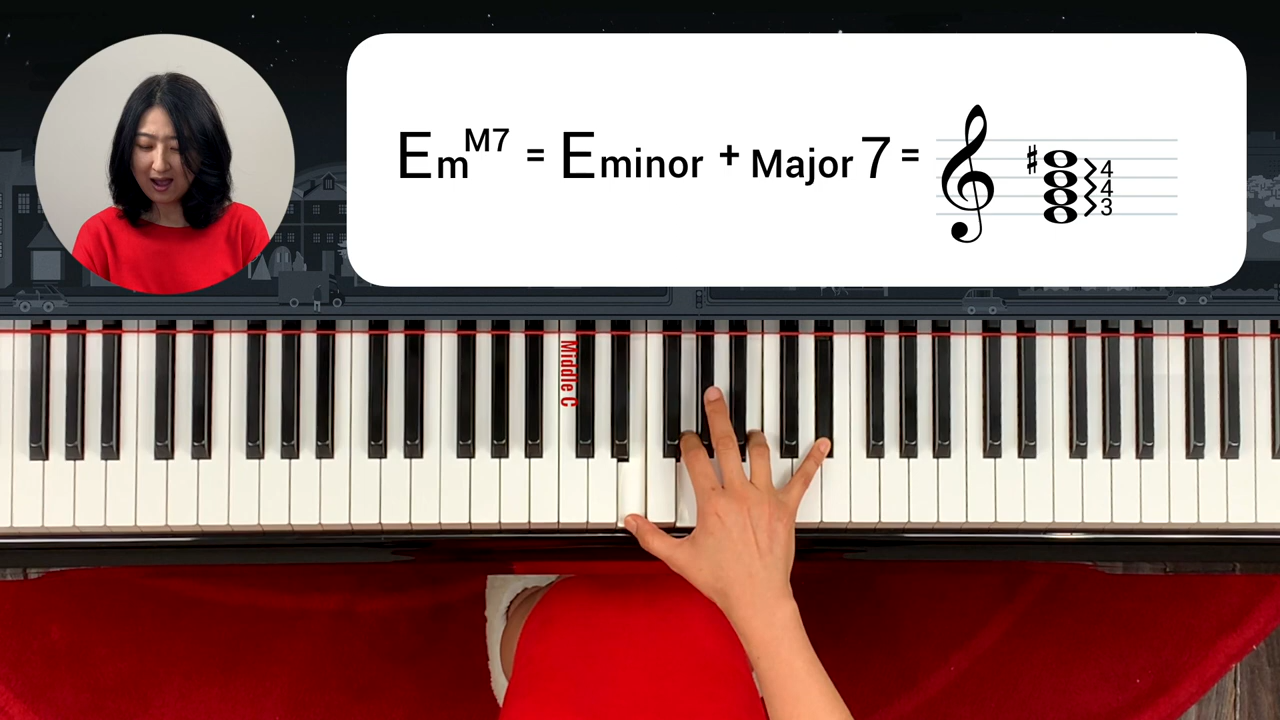 EmM7 = Eminor + Major 7 =
♯ 4
4
3
Middle C